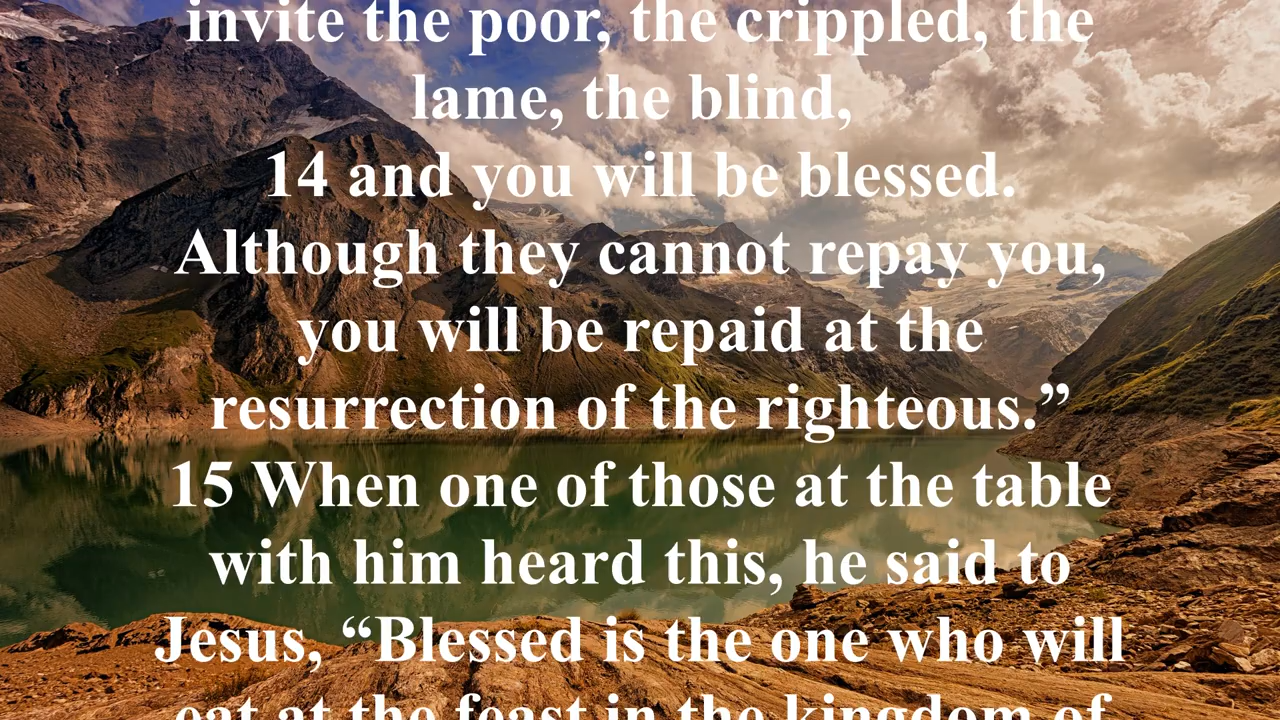 invite the poor, the crippled, the
lame, the blind,
14 and you will be blessed.
Although they cannot repay you,
you will be repaid at the
resurrection of the righteous.”
15 When one of those at the table
with him heard this, he said to
Jesus, “Blessed is the one who will
eat at the feast in the kingdom of